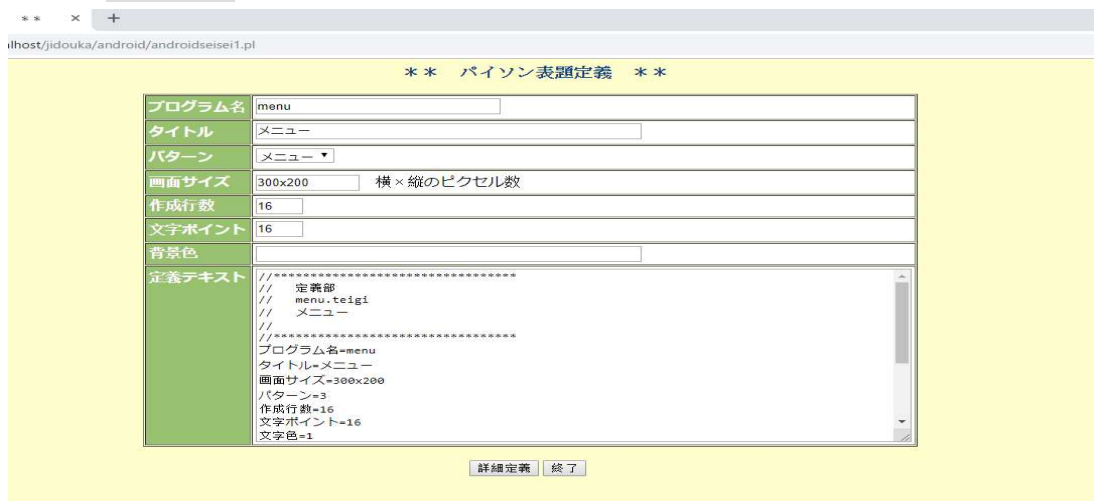 ** × +
lhost/jidouka/android/androidseisei1.pl
** パイソン表題定義 **
プログラム名 menu
タイトル メニュー
パターン メニュー ▼
画面サイズ 300x200 横×縦のピクセル数
作成行数 16
文字ポイント 16
背景色
定義テキスト //*********************************
// 定義部
// menu.teigi
// メニュー
//
//*********************************
プログラム名=menu
タイトル=メニュー
画面サイズ=300x200
パターン=3
作成行数=16
文字ポイント=16
文字色=1
詳細定義 終了